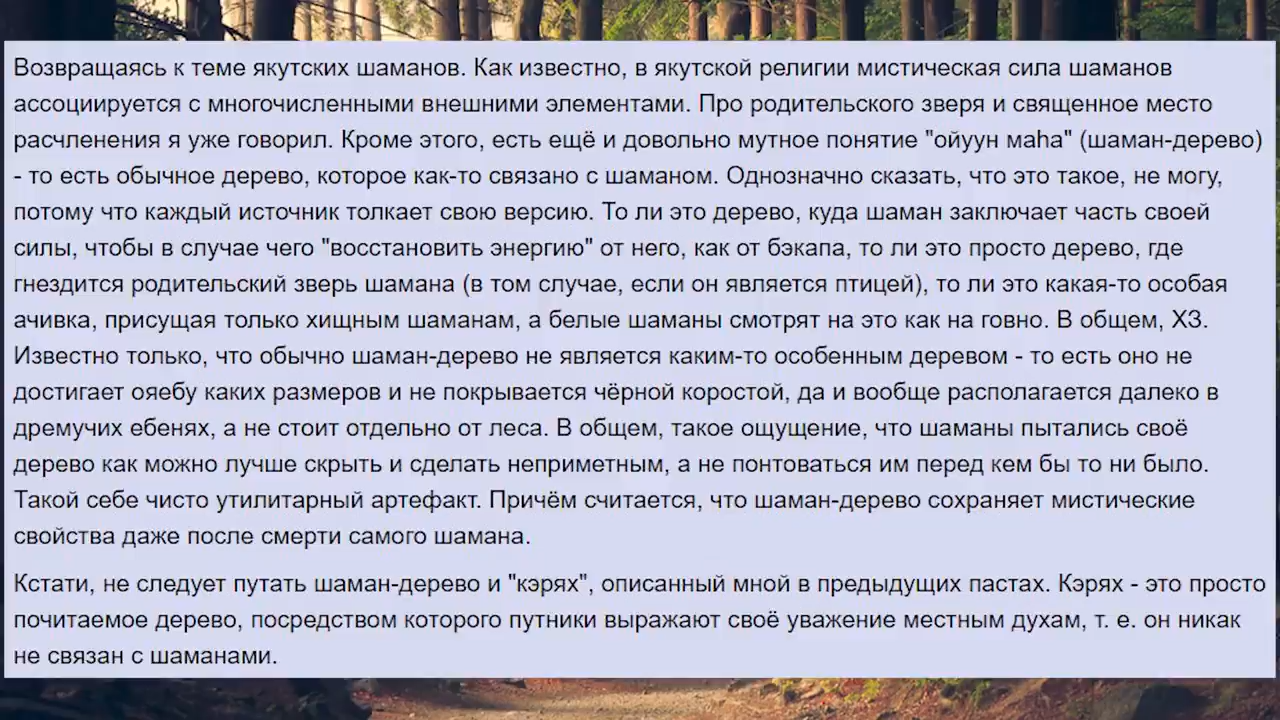 Возвращаясь к теме якутских шаманов. Как известно, в якутской религии мистическая сила шаманов
ассоциируется с многочисленными внешними элементами. Про родительского зверя и священное место
расчленения я уже говорил. Кроме этого, есть ещё и довольно мутное понятие "ойуун маһа" (шаман-дерево)
- то есть обычное дерево, которое как-то связано с шаманом. Однозначно сказать, что это такое, не могу,
потому что каждый источник толкает свою версию. То ли это дерево, куда шаман заключает часть своей
силы, чтобы в случае чего "восстановить энергию" от него, как от бэкапа, то ли это просто дерево, где
гнездится родительский зверь шамана (в том случае, если он является птицей), то ли это какая-то особая
ачивка, присущая только хищным шаманам, а белые шаманы смотрят на это как на говно. В общем, ХЗ.
Известно только, что обычно шаман-дерево не является каким-то особенным деревом - то есть оно не
достигает ояебу каких размеров и не покрывается чёрной коростой, да и вообще располагается далеко в
дремучих ебенях, а не стоит отдельно от леса. В общем, такое ощущение, что шаманы пытались своё
дерево как можно лучше скрыть и сделать неприметным, а не понтоваться им перед кем бы то ни было.
Такой себе чисто утилитарный артефакт. Причём считается, что шаман-дерево сохраняет мистические
свойства даже после смерти самого шамана.
Кстати, не следует путать шаман-дерево и "кэрях", описанный мной в предыдущих пастах. Кэрях - это просто
почитаемое дерево, посредством которого путники выражают своё уважение местным духам, т. е. он никак
не связан с шаманами.